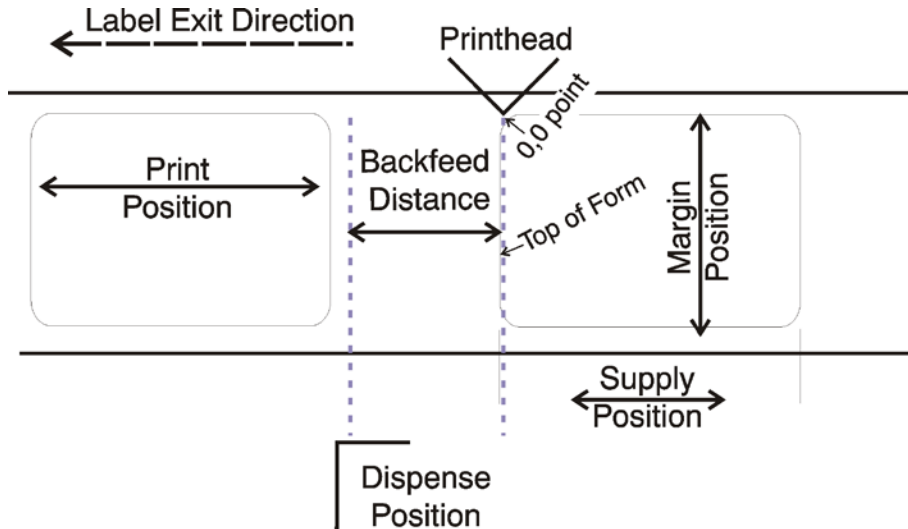 Label Exit Direction
Printhead
0,0 point
Print
Position
Backfeed
Distance
Top of Form
Margin
Position
Supply
Position
Dispense
Position